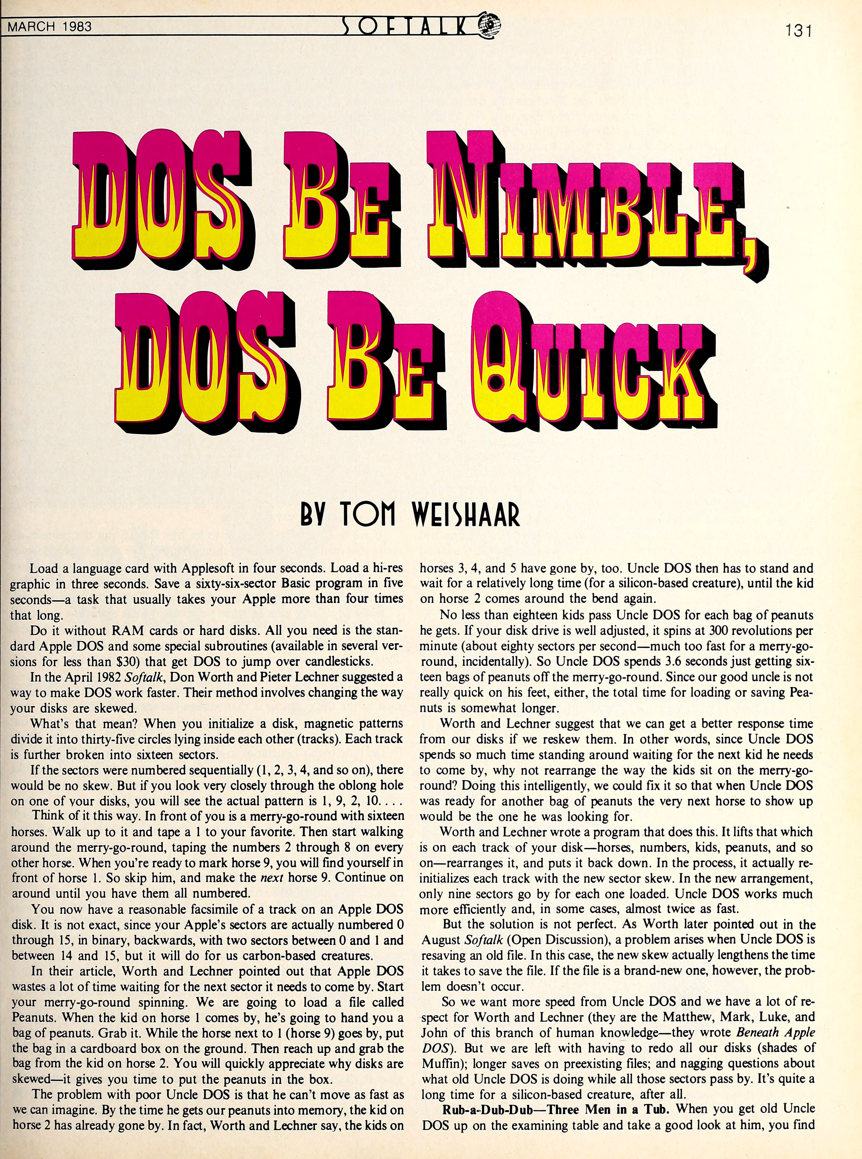 MARCH 1983
SOFTALK
131
DOS BE NIMBLE,
DOS BE QUICK
BY TOM WEISHAAR
Load a language card with Applesoft in four seconds. Load a hi-res
graphic in three seconds. Save a sixty-six-sector Basic program in five
seconds—a task that usually takes your Apple more than four times
that long.
Do it without RAM cards or hard disks. All you need is the stan-
dard Apple DOS and some special subroutines (available in several ver-
sions for less than $30) that get DOS to jump over candlesticks.
In the April 1982 Softalk, Don Worth and Pieter Lechner suggested a
way to make DOS work faster. Their method involves changing the way
your disks are skewed.
What's that mean? When you initialize a disk, magnetic patterns
divide it into thirty-five circles lying inside each other (tracks). Each track
is further broken into sixteen sectors.
If the sectors were numbered sequentially (1, 2, 3, 4, and so on), there
would be no skew. But if you look very closely through the oblong hole
on one of your disks, you will see the actual pattern is 1, 9, 2, 10. . . .
Think of it this way. In front of you is a merry-go-round with sixteen
horses. Walk up to it and tape a 1 to your favorite. Then start walking
around the merry-go-round, taping the numbers 2 through 8 on every
other horse. When you're ready to mark horse 9, you will find yourself in
front of horse 1. So skip him, and make the next horse 9. Continue on
around until you have them all numbered.
You now have a reasonable facsimile of a track on an Apple DOS
disk. It is not exact, since your Apple's sectors are actually numbered 0
through 15, in binary, backwards, with two sectors between 0 and 1 and
between 14 and 15, but it will do for us carbon-based creatures.
In their article, Worth and Lechner pointed out that Apple DOS
wastes a lot of time waiting for the next sector it needs to come by. Start
your merry-go-round spinning. We are going to load a file called
Peanuts. When the kid on horse 1 comes by, he's going to hand you a
bag of peanuts. Grab it. While the horse next to 1 (horse 9) goes by, put
the bag in a cardboard box on the ground. Then reach up and grab the
bag from the kid on horse 2. You will quickly appreciate why disks are
skewed—it gives you time to put the peanuts in the box.
The problem with poor Uncle DOS is that he can't move as fast as
we can imagine. By the time he gets our peanuts into memory, the kid on
horse 2 has already gone by. In fact, Worth and Lechner say, the kids on
horses 3, 4, and 5 have gone by, too. Uncle DOS then has to stand and
wait for a relatively long time (for a silicon-based creature), until the kid
on horse 2 comes around the bend again.
No less than eighteen kids pass Uncle DOS for each bag of peanuts
he gets. If your disk drive is well adjusted, it spins at 300 revolutions per
minute (about eighty sectors per second—much too fast for a merry-go-
round, incidentally). So Uncle DOS spends 3.6 seconds just getting six-
teen bags of peanuts off the merry-go-round. Since our good uncle is not
really quick on his feet, either, the total time for loading or saving Pea-
nuts is somewhat longer.
Worth and Lechner suggest that we can get a better response time
from our disks if we reskew them. In other words, since Uncle DOS
spends so much time standing around waiting for the next kid he needs
to come by, why not rearrange the way the kids sit on the merry-go-
round? Doing this intelligently, we could fix it so that when Uncle DOS
was ready for another bag of peanuts the very next horse to show up
would be the one he was looking for.
Worth and Lechner wrote a program that does this. It lifts that which
is on each track of your disk—horses, numbers, kids, peanuts, and so
on—rearranges it, and puts it back down. In the process, it actually re-
initializes each track with the new sector skew. In the new arrangement,
only nine sectors go by for each one loaded. Uncle DOS works much
more efficiently and, in some cases, almost twice as fast.
But the solution is not perfect. As Worth later pointed out in the
August Softalk (Open Discussion), a problem arises when Uncle DOS is
resaving an old file. In this case, the new skew actually lengthens the time
it takes to save the file. If the file is a brand-new one, however, the prob-
lem doesn't occur.
So we want more speed from Uncle DOS and we have a lot of re-
spect for Worth and Lechner (they are the Matthew, Mark, Luke, and
John of this branch of human knowledge—they wrote Beneath Apple
DOS). But we are left with having to redo all our disks (shades of
Muffin); longer saves on preexisting files; and nagging questions about
what old Uncle DOS is doing while all those sectors pass by. It's quite a
long time for a silicon-based creature, after all.
Rub-a-Dub-Dub—Three Men in a Tub. When you get old Uncle
DOS up on the examining table and take a good look at him, you find